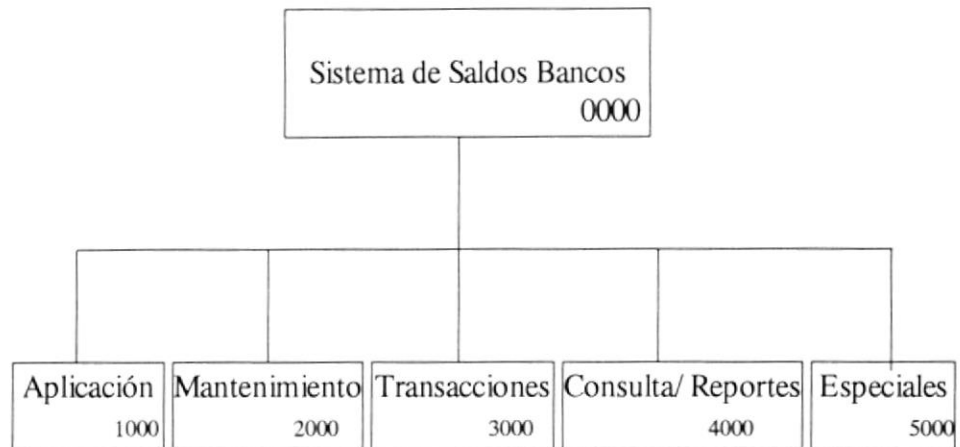 Sistema de Saldos Bancos
0000
Aplicación
1000
Mantenimiento
2000
Transacciones
3000
Consulta/ Reportes
4000
Especiales
5000